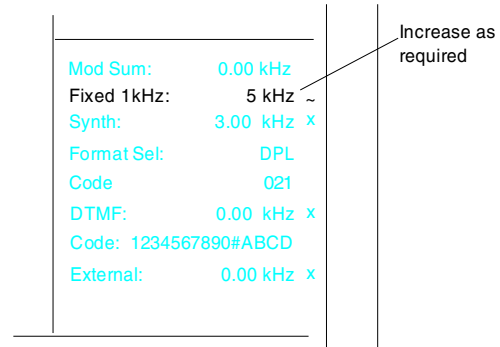 Increase as
required
Mod Sum: 0.00 kHz
Fixed 1kHz: 5 kHz ~
Synth: 3.00 kHz x
Format Sel: DPL
Code 021
DTMF: 0.00 kHz x
Code: 1234567890#ABCD
External: 0.00 kHz x